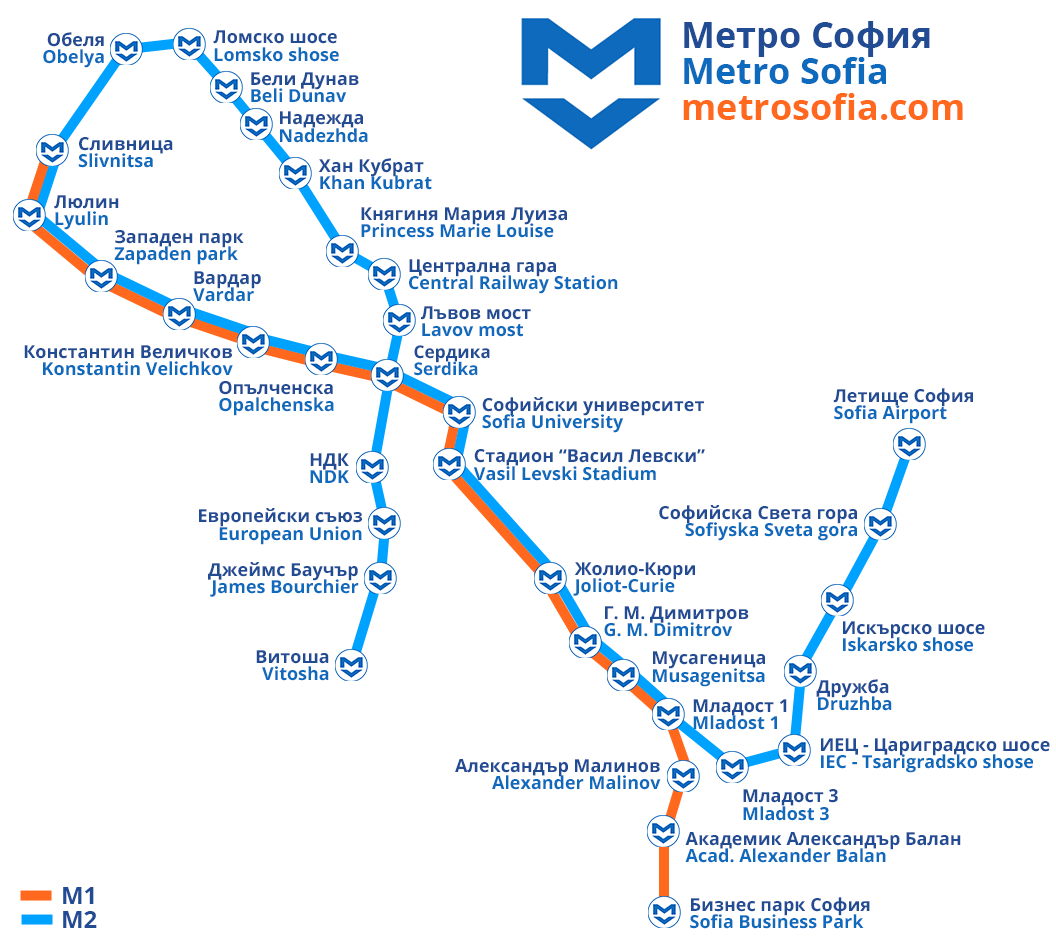 Метро София
Metro Sofia
metrosofia.com
Обеля
Obelya
Ломско шосе
Lomsko shose
Бели Дунав
Beli Dunav
Надежда
Nadezhda
Сливница
Slivnitsa
Хан Кубрат
Khan Kubrat
Люлин
Lyulin
Княгиня Мария Луиза
Princess Marie Louise
Западен парк
Zapaden park
Централна гара
Central Railway Station
Вардар
Vardar
Лъвов мост
Lavov most
Константин Величков
Konstantin Velichkov
Сердика
Serdika
Опълченска
Opalchenska
Летище София
Sofia Airport
Софийски университет
Sofia University
НДК
NDK
Стадион “Васил Левски”
Vasil Levski Stadium
Европейски съюз
European Union
Софийска Света гора
Sofiyska Sveta gora
Джеймс Баучър
James Bourchier
Жолио-Кюри
Joliot-Curie
Г. М. Димитров
G. M. Dimitrov
Искърско шосе
Iskarsko shose
Витоша
Vitosha
Мусагеница
Musagenitsa
Дружба
Druzhba
Младост 1
Mladost 1
ИЕЦ - Цариградско шосе
IEC - Tsarigradsko shose
Александър Малинов
Alexander Malinov
Младост 3
Mladost 3
Академик Александър Балан
Acad. Alexander Balan
Бизнес парк София
Sofia Business Park
M1
M2